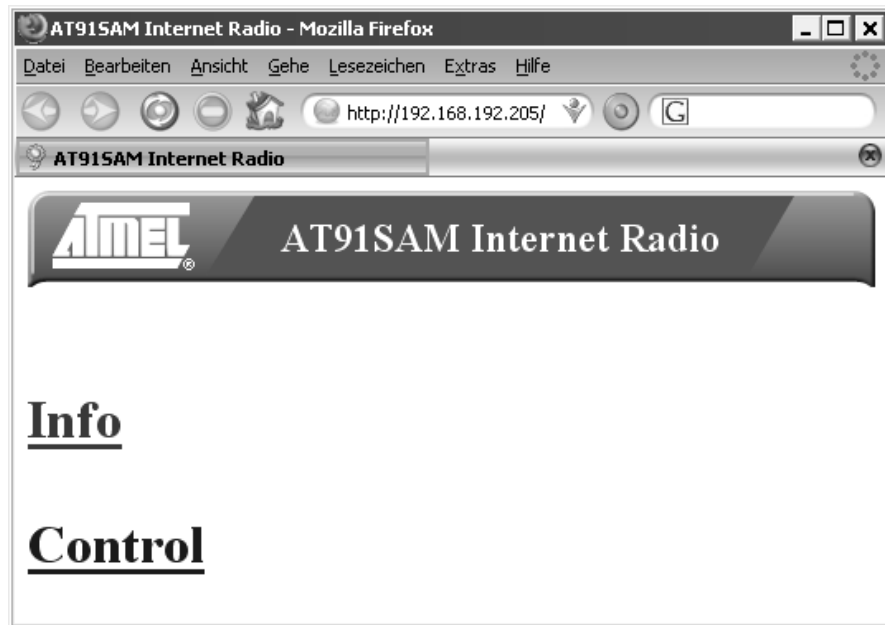 AT91SAM Internet Radio - Mozilla Firefox
Datei Bearbeiten Ansicht Gehe Lesezeichen Extras Hilfe
http://192.168.192.205/ G
AT91SAM Internet Radio
ATMEL ® AT91SAM Internet Radio
Info
Control